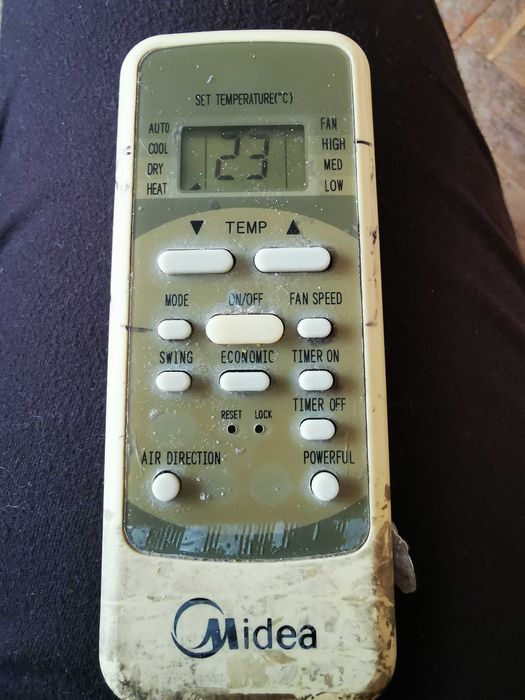 SET TEMPERATURE(°C)
AUTO
COOL
DRY
HEAT
23
FAN
HIGH
MED
LOW
▼ TEMP ▲
MODE ON/OFF FAN SPEED
SWING ECONOMIC TIMER ON
RESET LOCK TIMER OFF
AIR DIRECTION POWERFUL
Midea